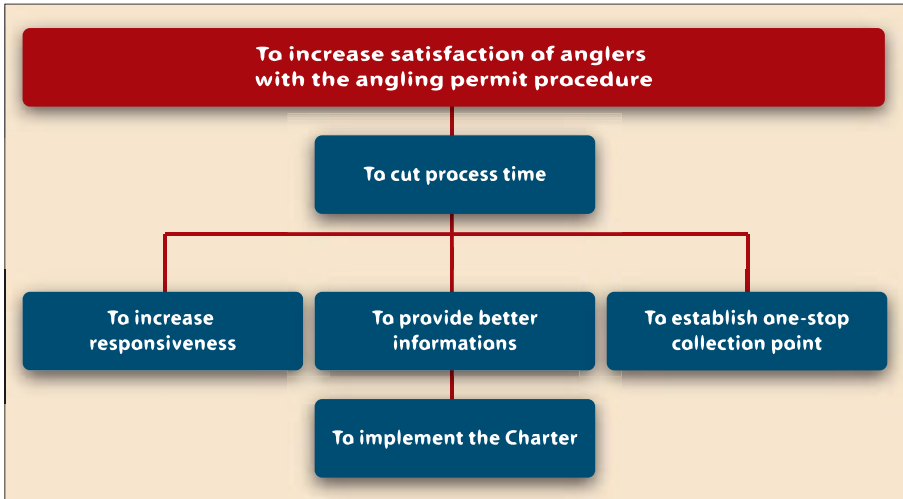 To increase satisfaction of anglers
with the angling permit procedure
To cut process time
To increase
responsiveness
To provide better
informations
To establish one-stop
collection point
To implement the Charter